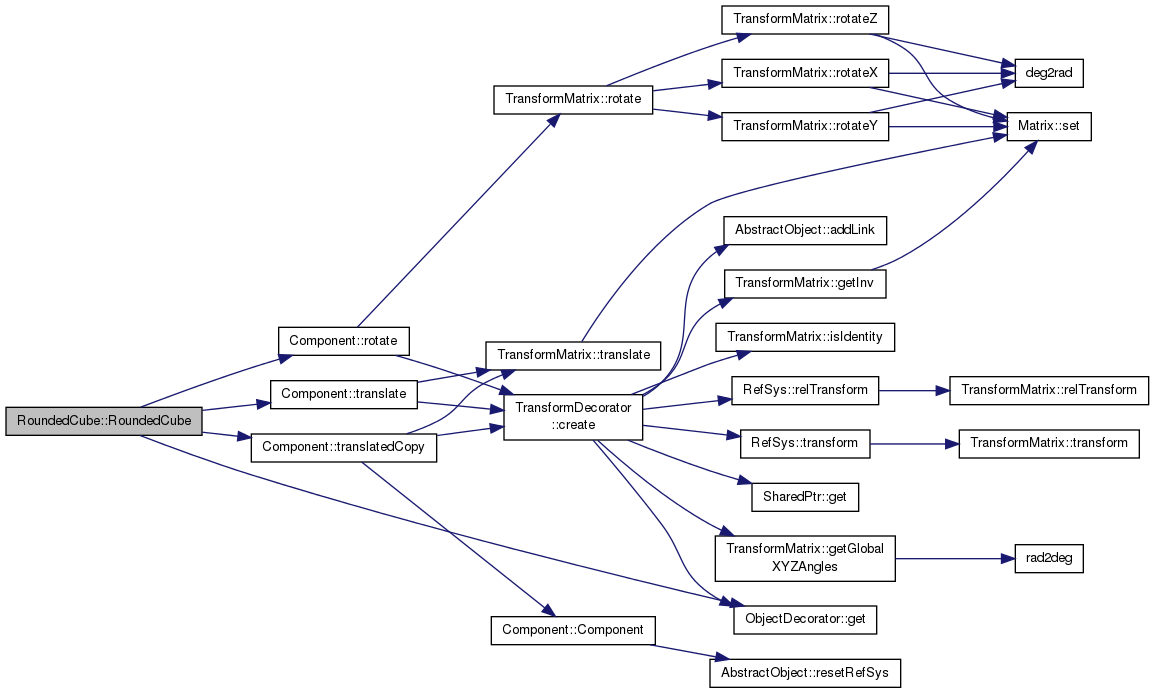 TransformMatrix::rotateZ
TransformMatrix::rotateX
deg2rad
TransformMatrix::rotate
TransformMatrix::rotateY
Matrix::set
AbstractObject::addLink
TransformMatrix::getInv
Component::rotate
TransformMatrix::isIdentity
TransformMatrix::translate
Component::translate
RefSys::relTransform
TransformMatrix::relTransform
TransformDecorator
::create
RoundedCube::RoundedCube
Component::translatedCopy
RefSys::transform
TransformMatrix::transform
SharedPtr::get
TransformMatrix::getGlobal
XYZAngles
rad2deg
ObjectDecorator::get
Component::Component
AbstractObject::resetRefSys